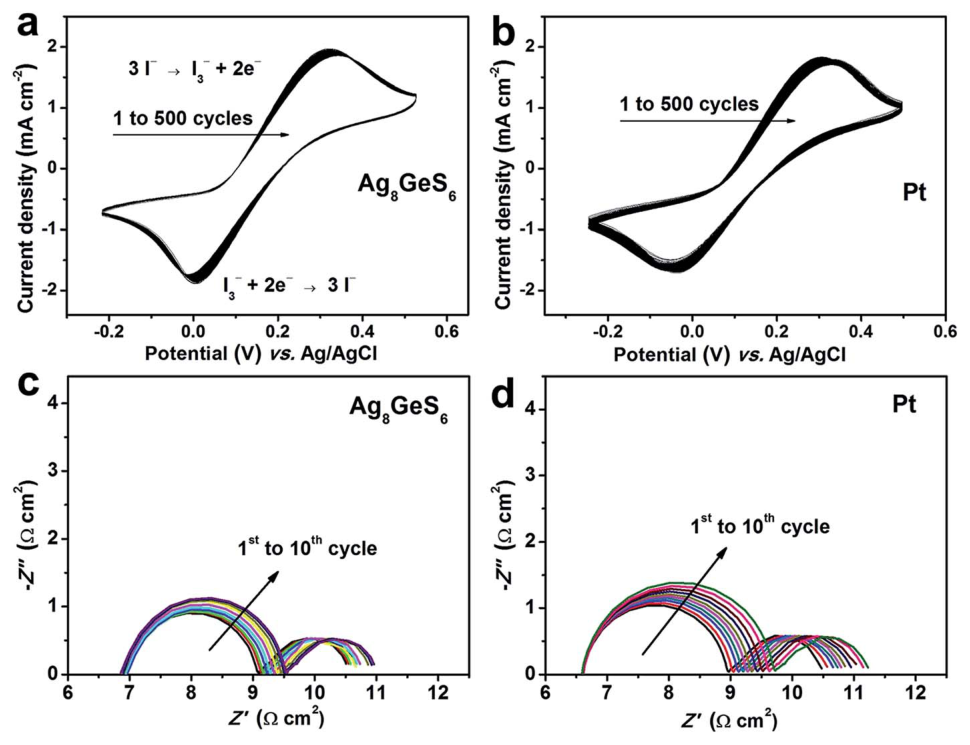 a
2
1
0
-1
-2
Current density (mA cm⁻²)
3 I⁻ → I₃⁻ + 2e⁻
1 to 500 cycles
Ag₈GeS₆
I₃⁻ + 2e⁻ → 3 I⁻
-0.2 0.0 0.2 0.4 0.6
Potential (V) vs. Ag/AgCl
b
2
1
0
-1
-2
Current density (mA cm⁻²)
1 to 500 cycles
Pt
-0.2 0.0 0.2 0.4 0.6
Potential (V) vs. Ag/AgCl
c
4
3
2
1
0
-Z″ (Ω cm²)
Ag₈GeS₆
1ˢᵗ to 10ᵗʰ cycle
6 7 8 9 10 11 12
Z′ (Ω cm²)
d
4
3
2
1
0
-Z″ (Ω cm²)
Pt
1ˢᵗ to 10ᵗʰ cycle
6 7 8 9 10 11 12
Z′ (Ω cm²)